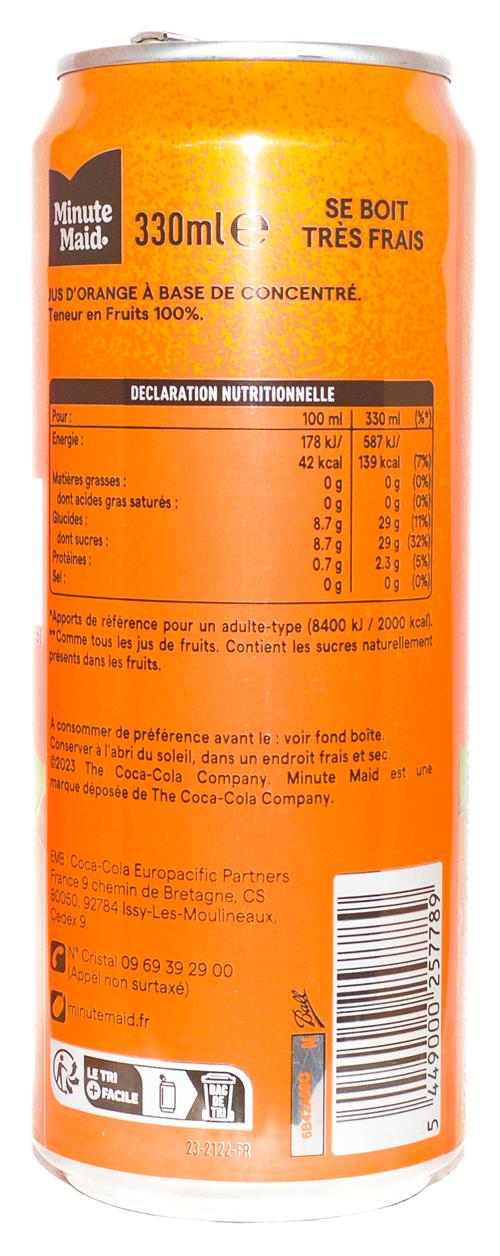 Minute
Maid
330ml e
SE BOIT
TRÈS FRAIS
JUS D'ORANGE À BASE DE CONCENTRÉ.
Teneur en Fruits 100%.
DECLARATION NUTRITIONNELLE
Pour : 100 ml 330 ml (%*)
Energie : 178 kJ/ 587 kJ/
42 kcal 139 kcal (7%)
Matières grasses : 0 g 0 g (0%)
dont acides gras saturés : 0 g 0 g (0%)
Glucides : 8.7 g 29 g (11%)
dont sucres : 8.7 g 29 g (32%)
Protéines : 0.7 g 2.3 g (5%)
Sel : 0 g 0 g (0%)
*Apports de référence pour un adulte-type (8400 kJ / 2000 kcal).
**Comme tous les jus de fruits. Contient les sucres naturellement
présents dans les fruits.
À consommer de préférence avant le : voir fond boîte.
Conserver à l'abri du soleil, dans un endroit frais et sec.
©2023 The Coca-Cola Company. Minute Maid est une
marque déposée de The Coca-Cola Company.
EMB : Coca-Cola Europacific Partners
France 9 chemin de Bretagne, CS
80050, 92784 Issy-Les-Moulineaux,
Cedex 9.
N° Cristal 09 69 39 29 00
(Appel non surtaxé)
minutemaid.fr
LE TRI
+ FACILE
BAC
DE
TRI
23-2122-FR
Ball
N
5 449000 257789